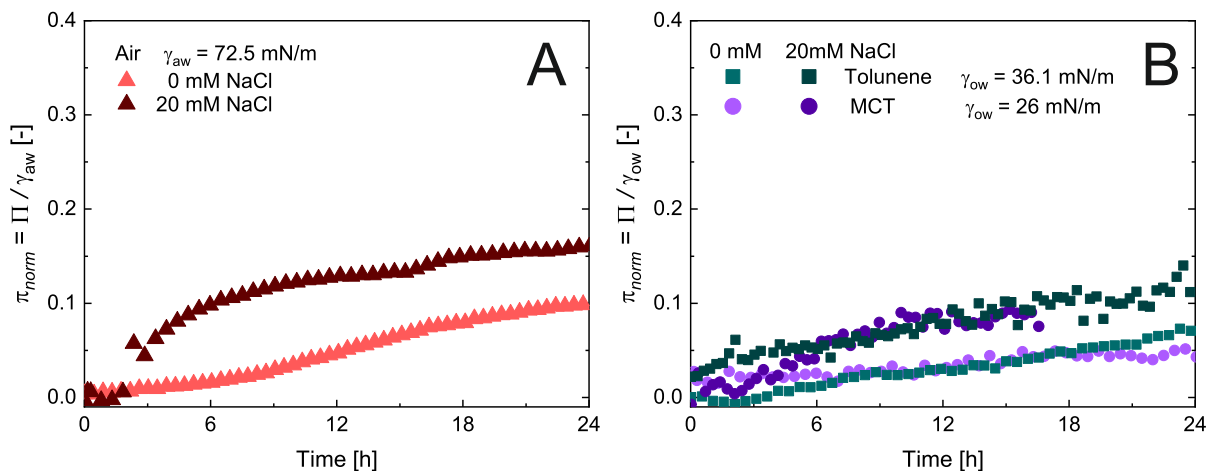 A
Air γaw = 72.5 mN/m
0 mM NaCl
20 mM NaCl
0.4
0.3
0.2
0.1
0.0
πnorm = Π / γaw [-]
0 6 12 18 24
Time [h]
B
0 mM 20mM NaCl
Tolunene γow = 36.1 mN/m
MCT γow = 26 mN/m
0.4
0.3
0.2
0.1
0.0
πnorm = Π / γow [-]
0 6 12 18 24
Time [h]